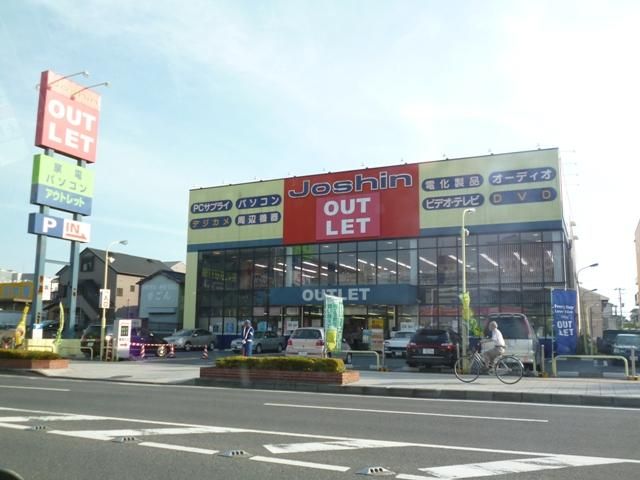 OUT
LET
家電
パソコン
アウトレット
P IN
Joshin
OUT
LET
PCサプライ
パソコン
デジカメ
周辺機器
電化製品
オーディオ
ビデオ・テレビ
DVD
OUTLET
OUT
LET